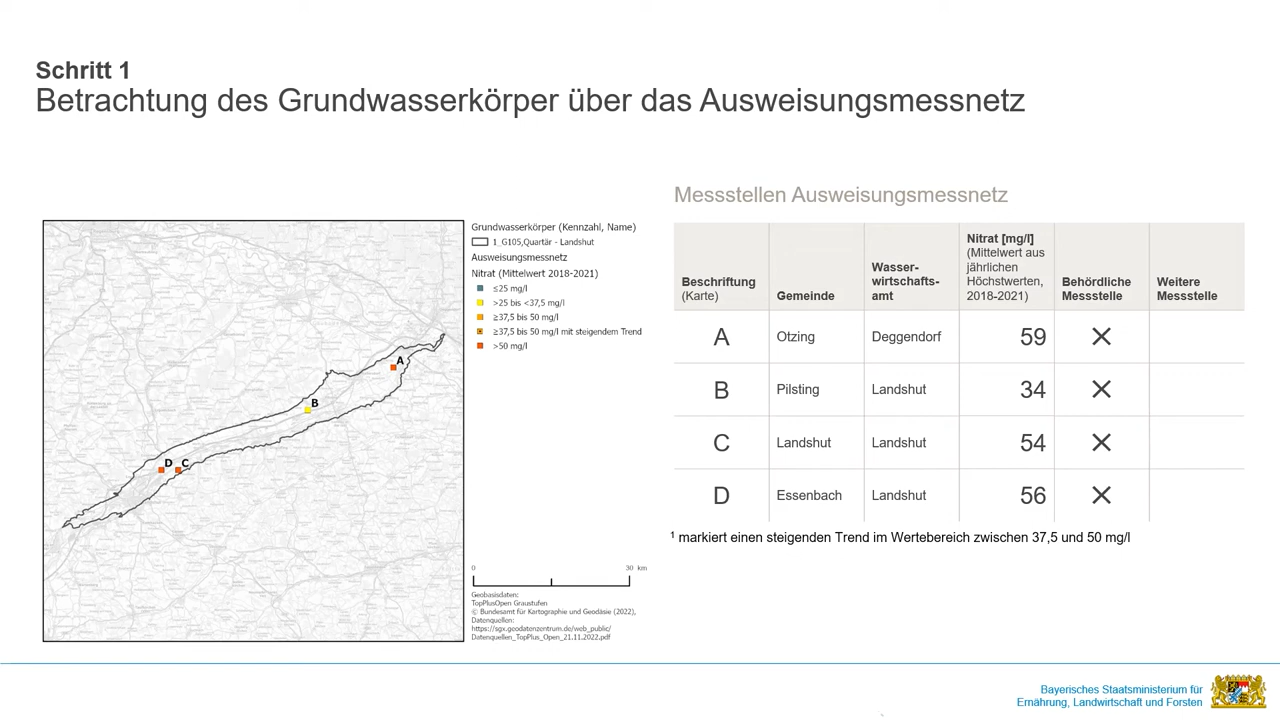 Schritt 1
Betrachtung des Grundwasserkörper über das Ausweisungsmessnetz
Messstellen Ausweisungsmessnetz
Grundwasserkörper (Kennzahl, Name)
1_G105,Quartär - Landshut
Ausweisungsmessnetz
Nitrat (Mittelwert 2018-2021)
≤25 mg/l
>25 bis <37,5 mg/l
≥37,5 bis 50 mg/l
≥37,5 bis 50 mg/l mit steigendem Trend
>50 mg/l
A
B
D C
0 30 km
Geobasisdaten:
TopPlusOpen Graustufen
© Bundesamt für Kartographie und Geodäsie (2022),
Datenquellen:
https://sgx.geodatenzentrum.de/web_public/
Datenquellen_TopPlus_Open_21.11.2022.pdf
Beschriftung
(Karte)
Gemeinde
Wasser-
wirtschafts-
amt
Nitrat [mg/l]
(Mittelwert aus
jährlichen
Höchstwerten,
2018-2021)
Behördliche
Messstelle
Weitere
Messstelle
A Otzing Deggendorf 59 ✕
B Pilsting Landshut 34 ✕
C Landshut Landshut 54 ✕
D Essenbach Landshut 56 ✕
¹ markiert einen steigenden Trend im Wertebereich zwischen 37,5 und 50 mg/l
Bayerisches Staatsministerium für
Ernährung, Landwirtschaft und Forsten